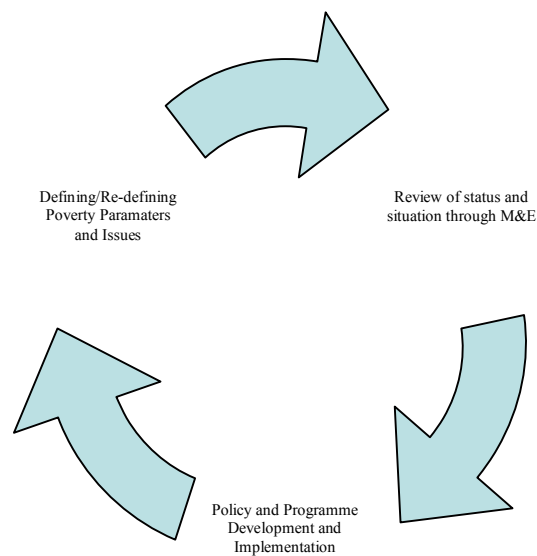 Defining/Re-defining
Poverty Paramaters
and Issues
Review of status and
situation through M&E
Policy and Programme
Development and
Implementation